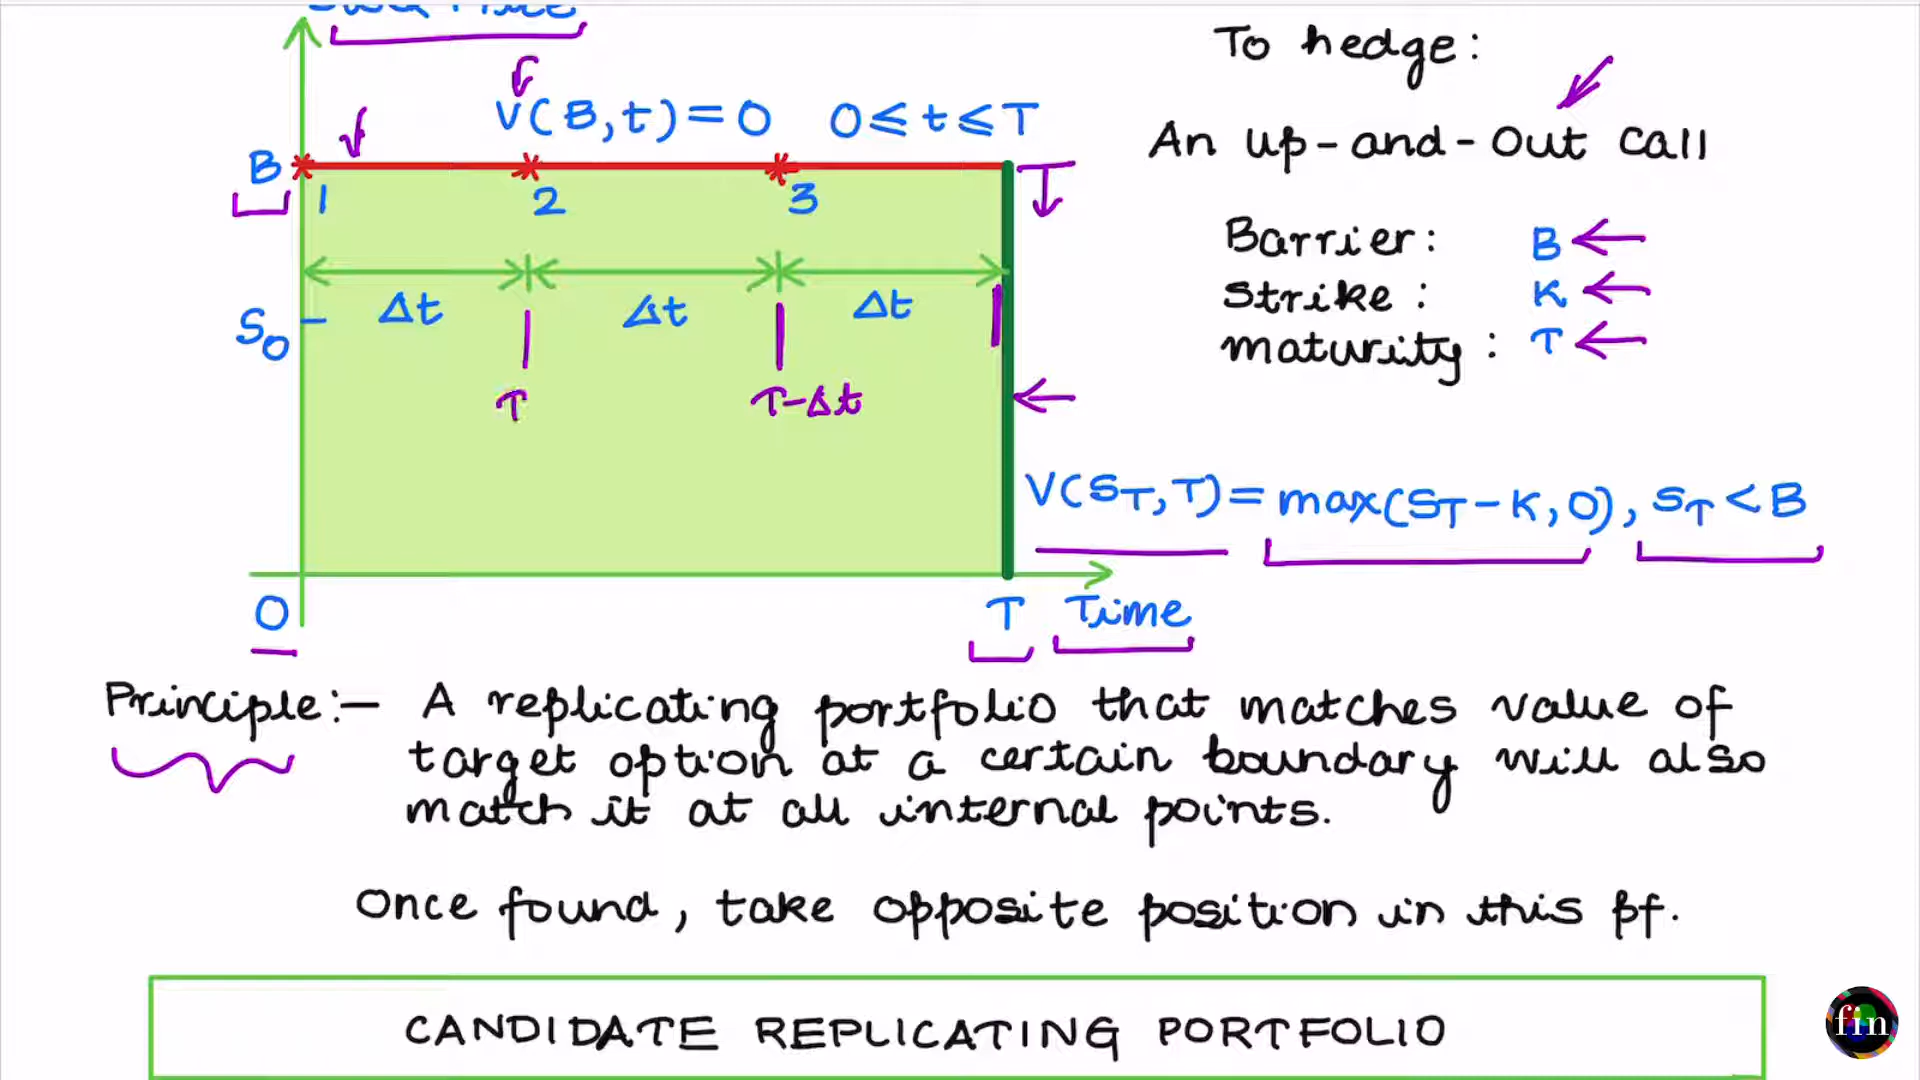 To hedge:
V(B,t)=0 0≤t≤T
An up-and-out call
B
1 2 3
Barrier: B
Δt Δt Δt
Strike: K
S0
maturity: T
T T-Δt
V(ST,T)=max(ST-K,0), ST<B
0 T Time
Principle:- A replicating portfolio that matches value of
target option at a certain boundary will also
match it at all internal points.
Once found, take opposite position in this pf.
CANDIDATE REPLICATING PORTFOLIO
fin